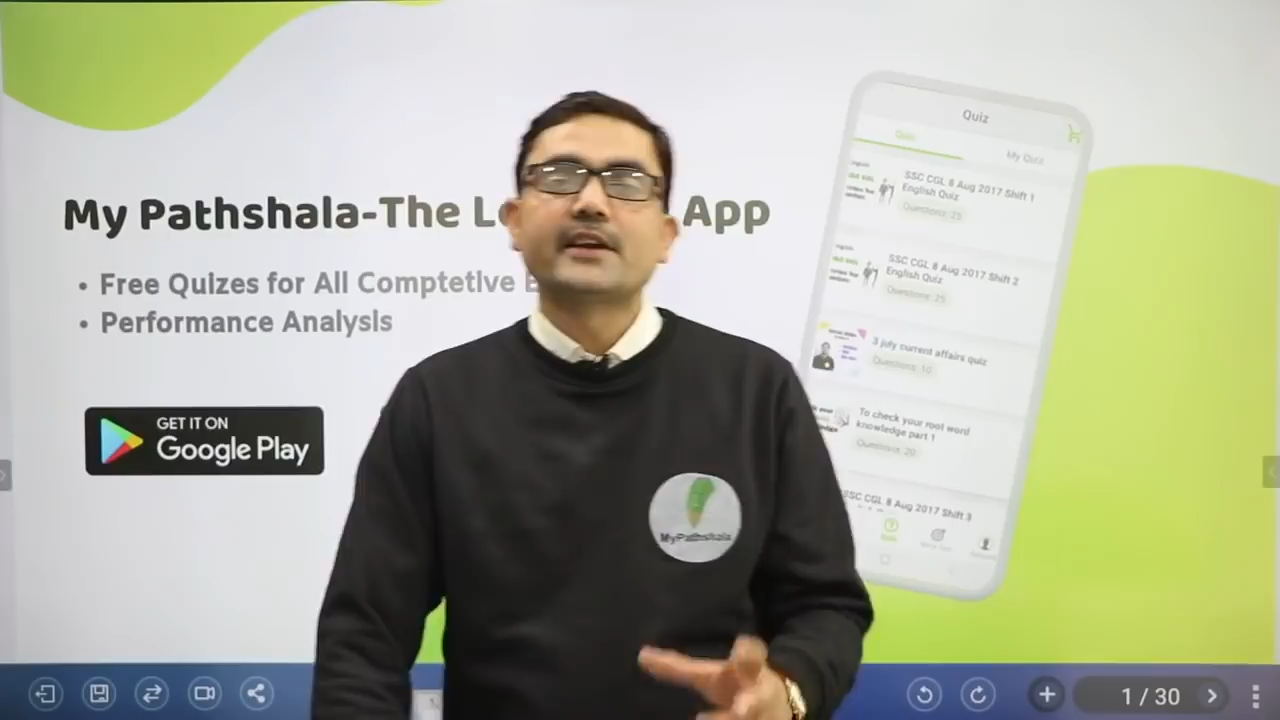 My Pathshala-The L App
• Free Quizes for All Comptetive E
• Performance Analysis
GET IT ON
Google Play
Quiz
Quiz
My Quiz
SSC CGL 8 Aug 2017 Shift 1
English Quiz
Questions: 25
SSC CGL 8 Aug 2017 Shift 2
English Quiz
Questions: 25
3 july current affairs quiz
Questions: 10
To check your root word
knowledge part 1
Questions: 20
SSC CGL 8 Aug 2017 Shift 3
MyPathshala
1 / 30